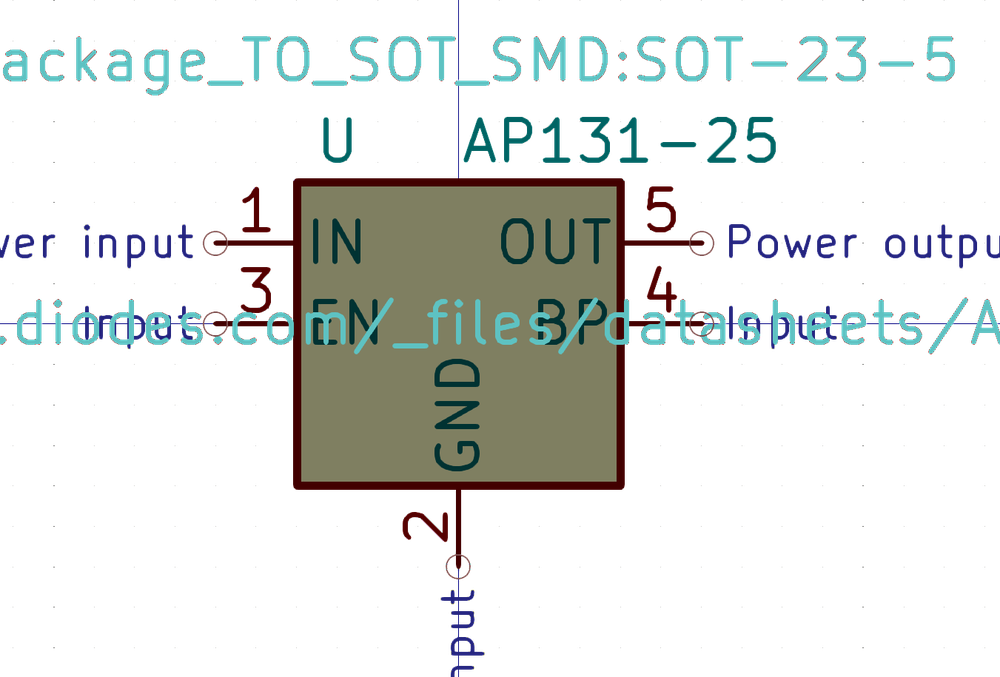 ackage_TO_SOT_SMD:SOT-23-5
U AP131-25
1 5
wer input IN OUT Power outpu
3 4
Input EN BP Input
.diodes.com/_files/datasheets/A
GND
2
nput